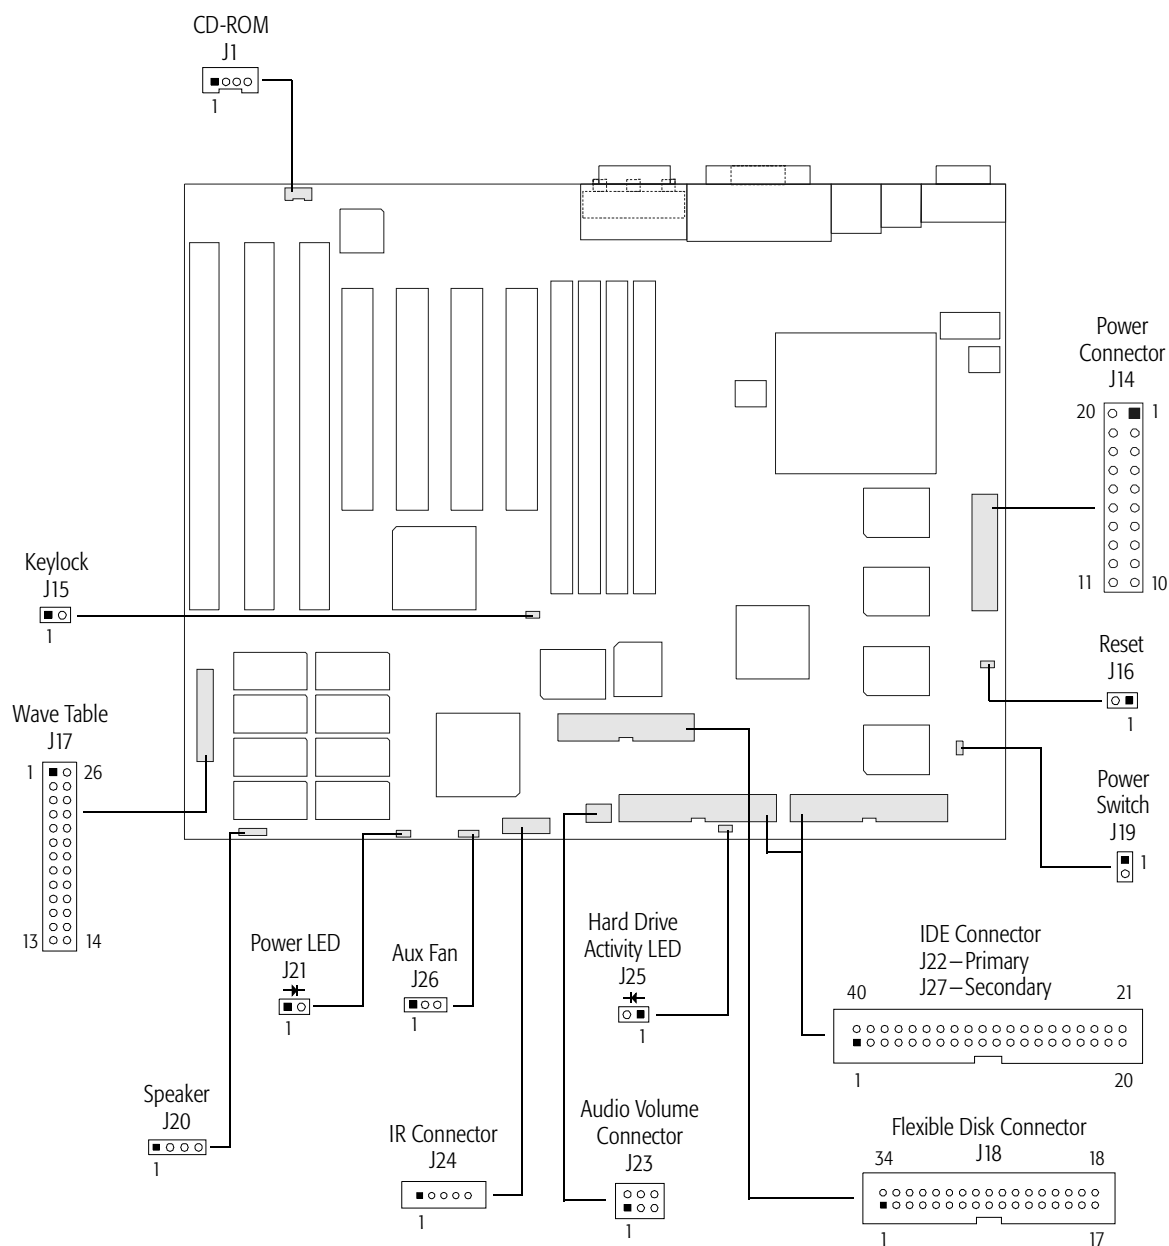 CD-ROM
J1
1
Power
Connector
J14
20 1
11 10
Keylock
J15
1
Reset
J16
1
Wave Table
J17
1 26
13 14
Power
Switch
J19
1
Power LED
J21
1
Aux Fan
J26
1
Hard Drive
Activity LED
J25
1
IDE Connector
J22–Primary
J27–Secondary
40 21
1 20
Speaker
J20
1
IR Connector
J24
1
Audio Volume
Connector
J23
1
Flexible Disk Connector
J18
34 18
1 17